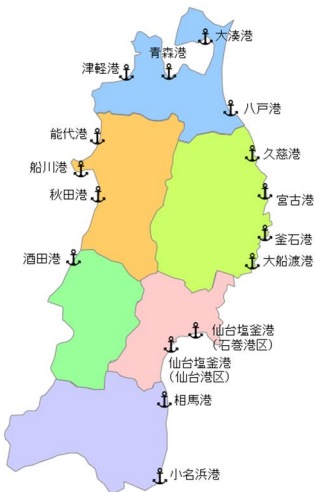 大湊港
青森港
津軽港
八戸港
能代港
久慈港
船川港
秋田港
宮古港
釜石港
酒田港
大船渡港
仙台塩釜港
(石巻港区)
仙台塩釜港
(仙台港区)
相馬港
小名浜港